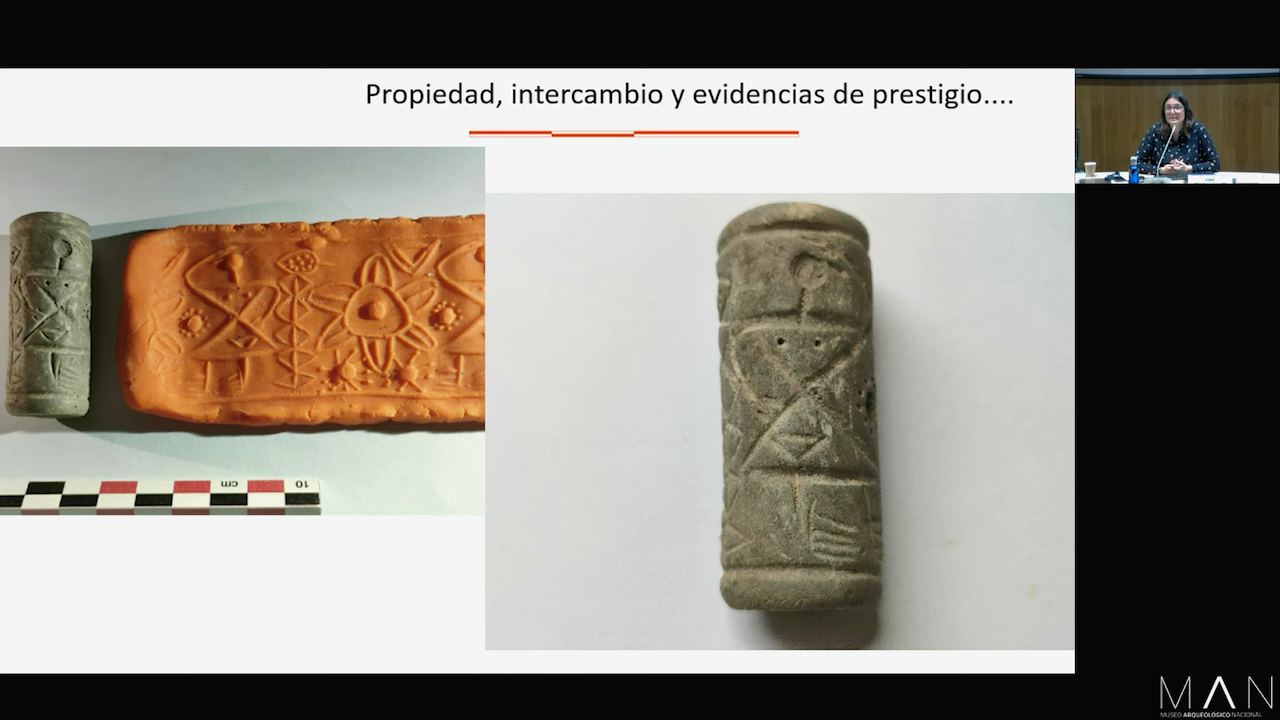 Propiedad, intercambio y evidencias de prestigio....
cm
10
MAN
MUSEO ARQUEOLÓGICO NACIONAL